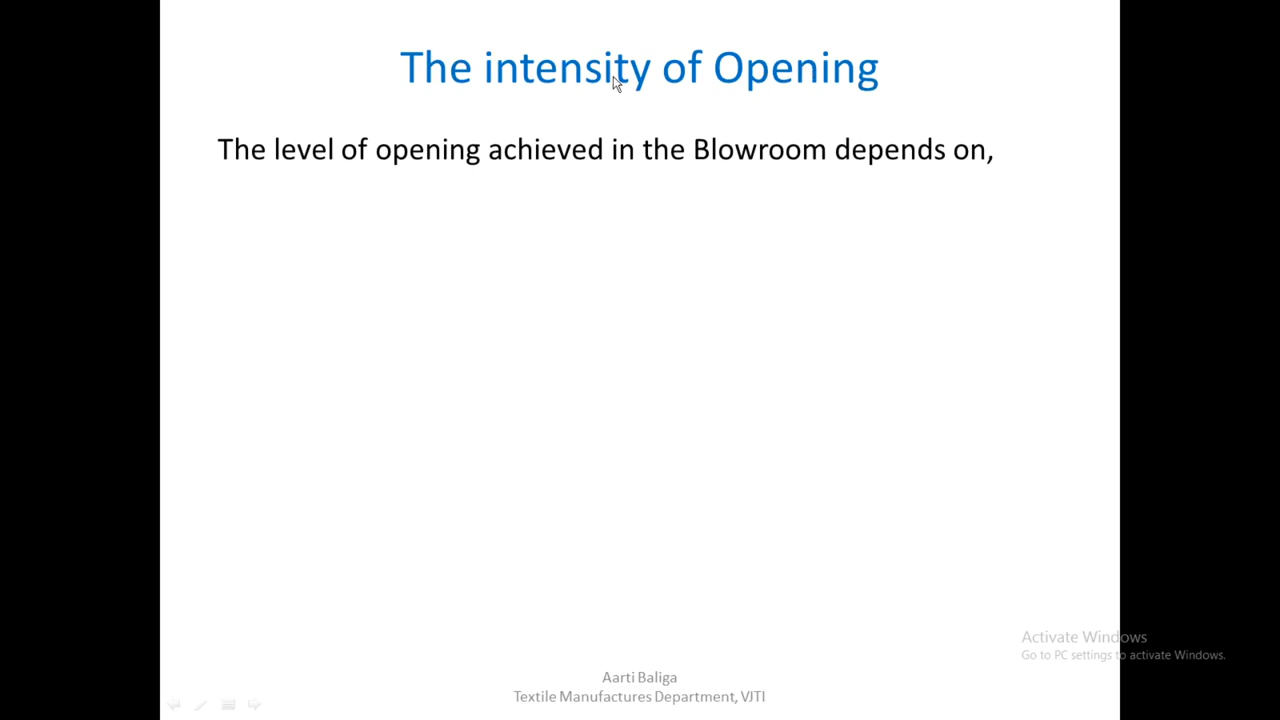 The intensity of Opening
The level of opening achieved in the Blowroom depends on,
Activate Windows
Go to PC settings to activate Windows.
Aarti Baliga
Textile Manufactures Department, VJTI